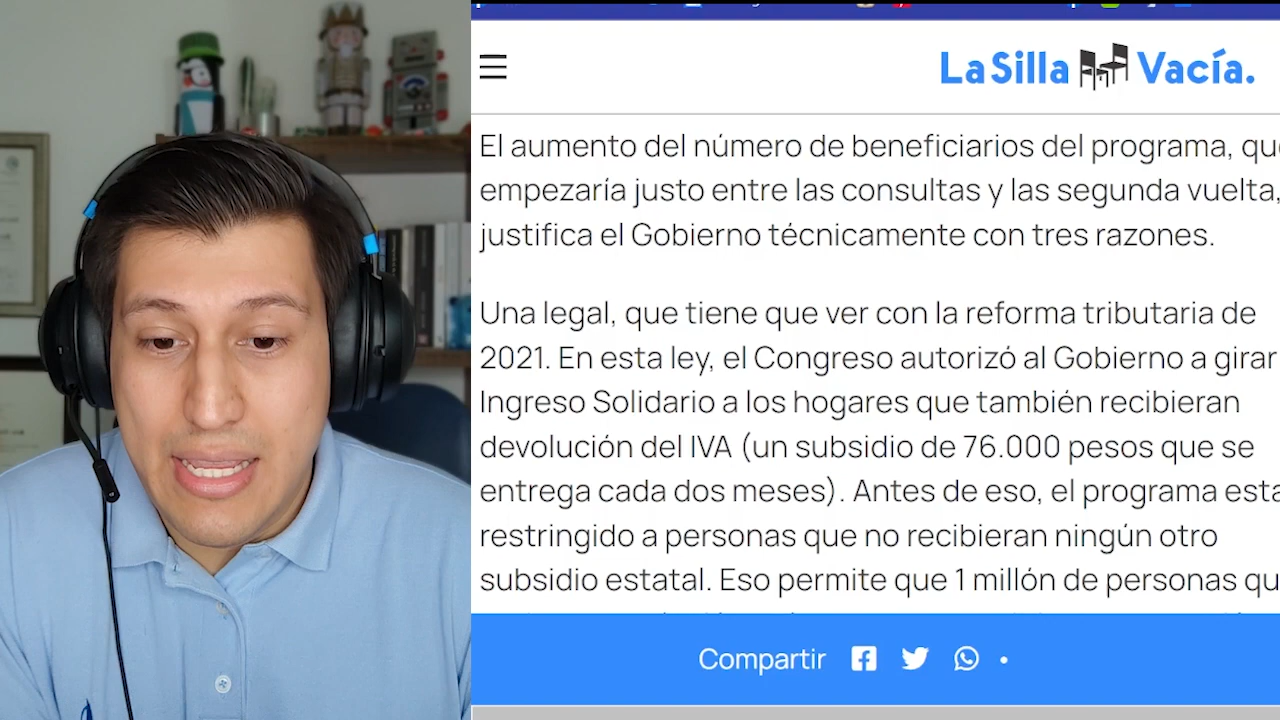 La Silla Vacía.
El aumento del número de beneficiarios del programa,
empezaría justo entre las consultas y las segunda vuelta,
justifica el Gobierno técnicamente con tres razones.
Una legal, que tiene que ver con la reforma tributaria de
2021. En esta ley, el Congreso autorizó al Gobierno a girar
Ingreso Solidario a los hogares que también recibieran
devolución del IVA (un subsidio de 76.000 pesos que se
entrega cada dos meses). Antes de eso, el programa
restringido a personas que no recibieran ningún otro
subsidio estatal. Eso permite que 1 millón de personas
Compartir